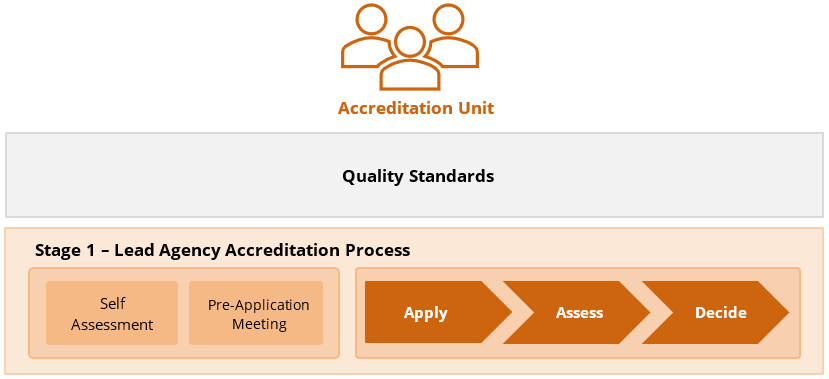 Accreditation Unit
Quality Standards
Stage 1 – Lead Agency Accreditation Process
Self
Assessment
Pre-Application
Meeting
Apply
Assess
Decide